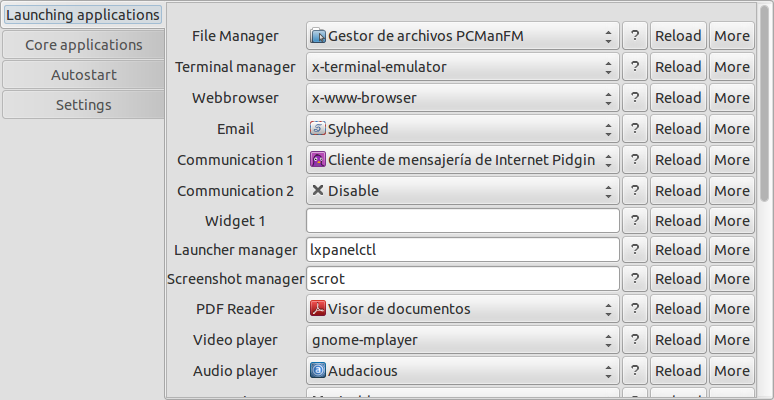 Launching applications
Core applications
Autostart
Settings
File Manager Gestor de archivos PCManFM ? Reload More
Terminal manager x-terminal-emulator ? Reload More
Webbrowser x-www-browser ? Reload More
Email Sylpheed ? Reload More
Communication 1 Cliente de mensajería de Internet Pidgin ? Reload More
Communication 2 Disable ? Reload More
Widget 1 ? Reload More
Launcher manager lxpanelctl ? Reload More
Screenshot manager scrot ? Reload More
PDF Reader Visor de documentos ? Reload More
Video player gnome-mplayer ? Reload More
Audio player Audacious ? Reload More